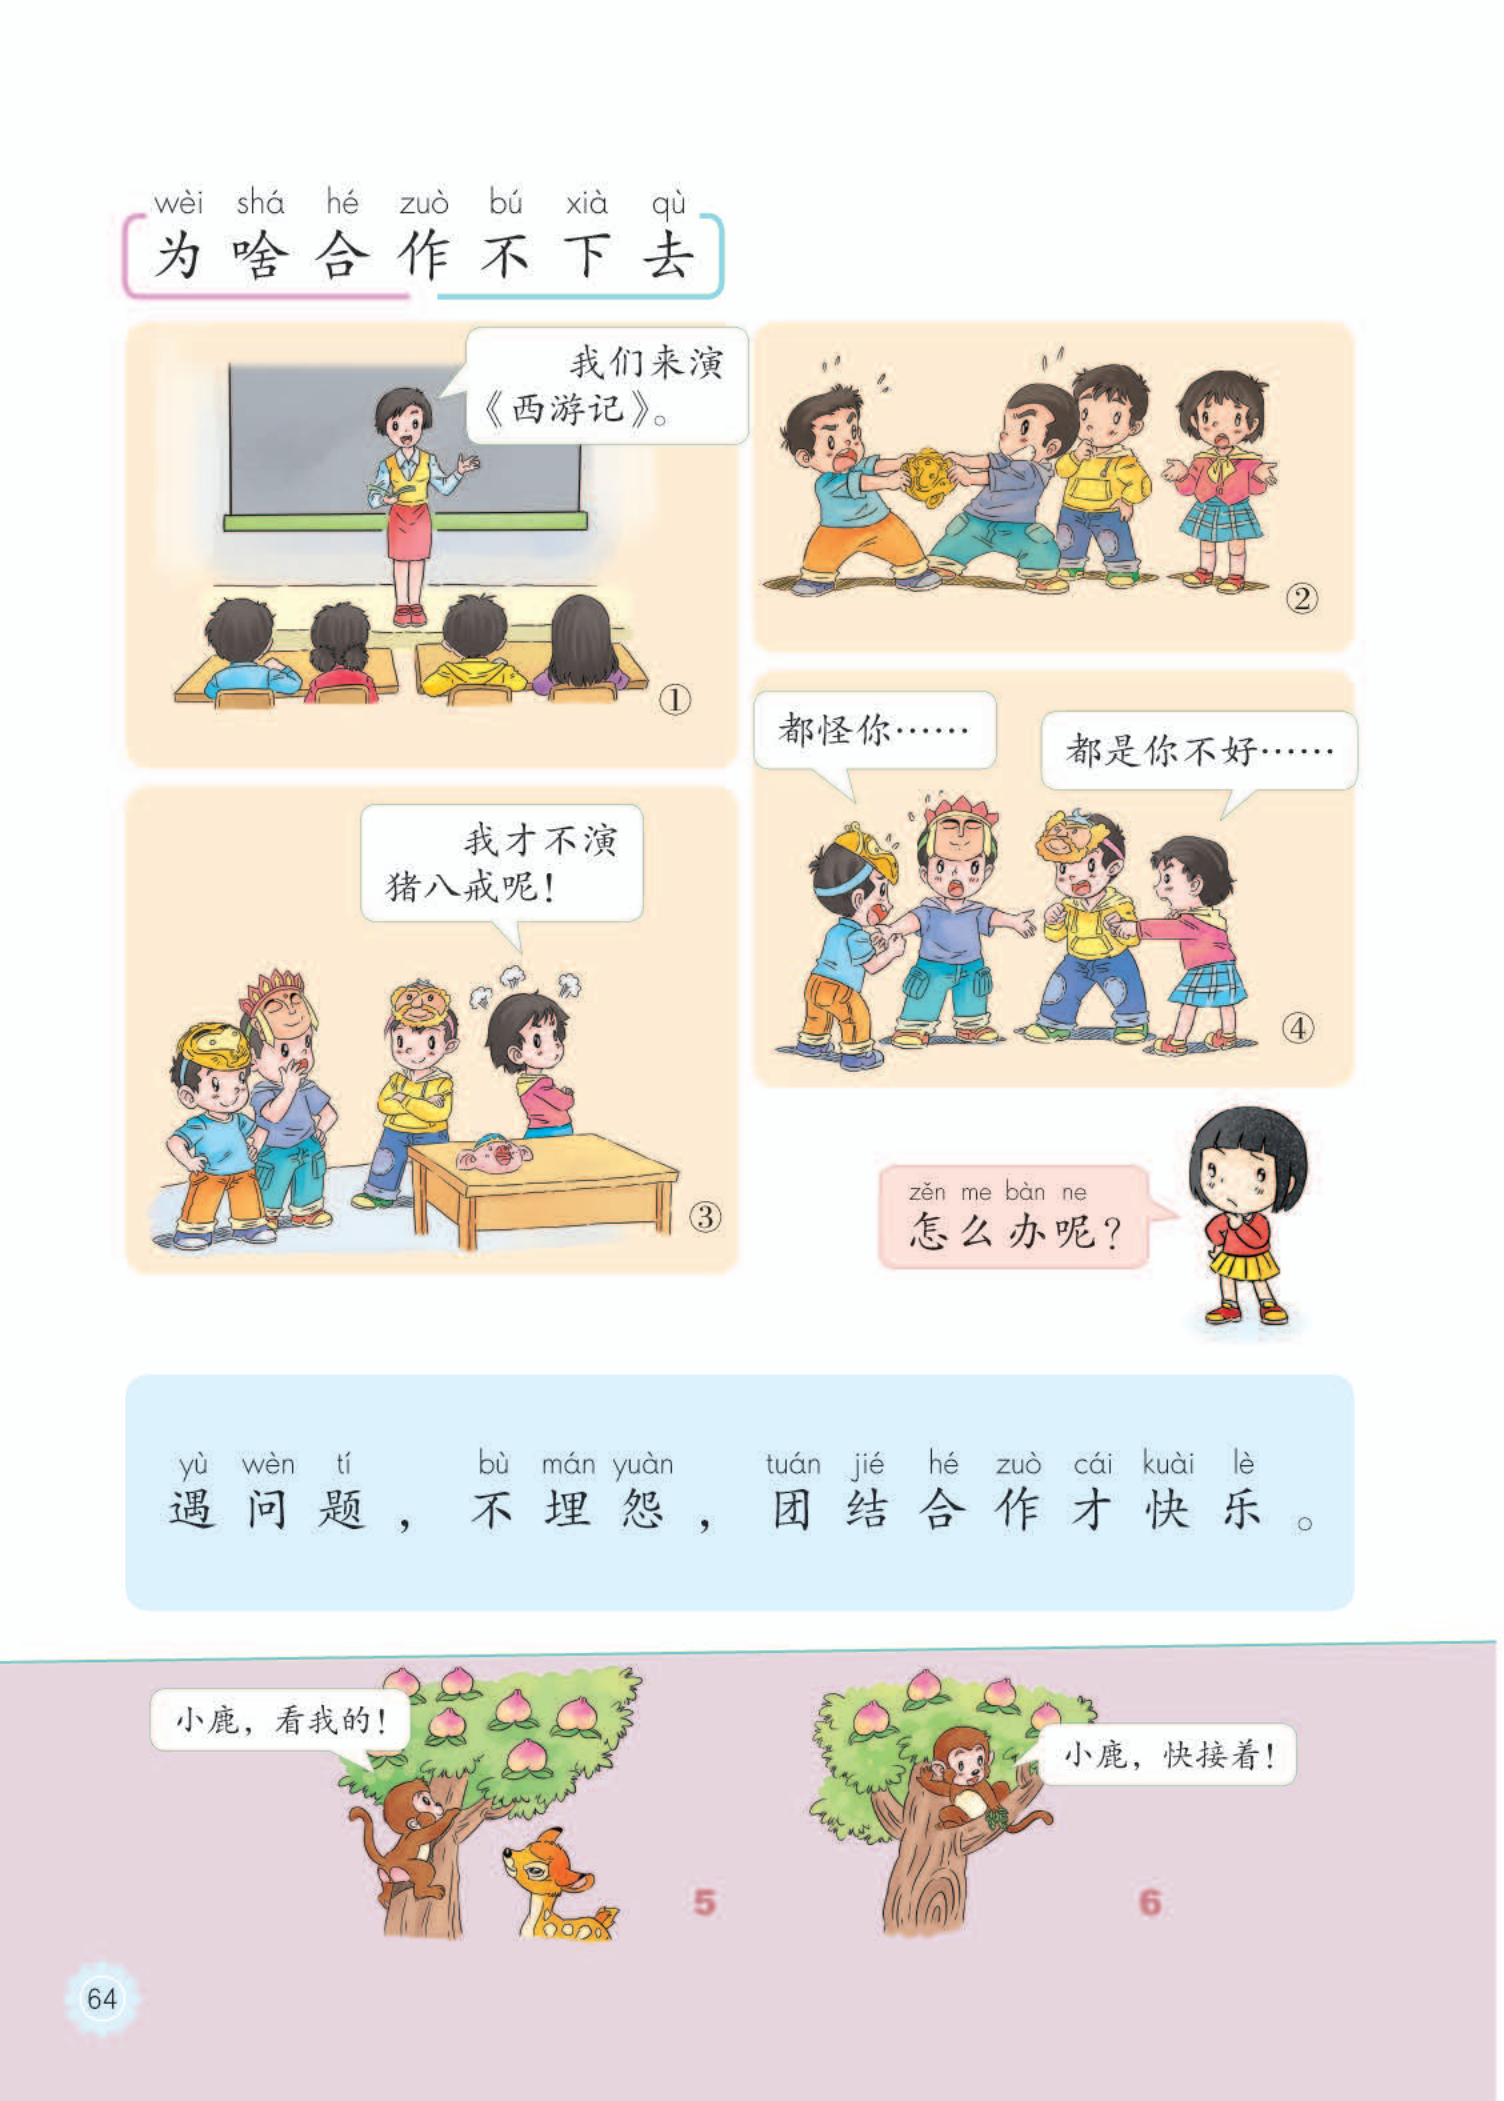 wèi shá hé zuò bú xià qù
为啥合作不下去
我们来演
《西游记》。
①
②
我才不演
猪八戒呢！
③
都怪你……
都是你不好……
④
zěn me bàn ne
怎么办呢？
yù wèn tí bù mán yuàn tuán jié hé zuò cái kuài lè
遇问题，不埋怨，团结合作才快乐。
小鹿，看我的！
5
小鹿，快接着！
6
64